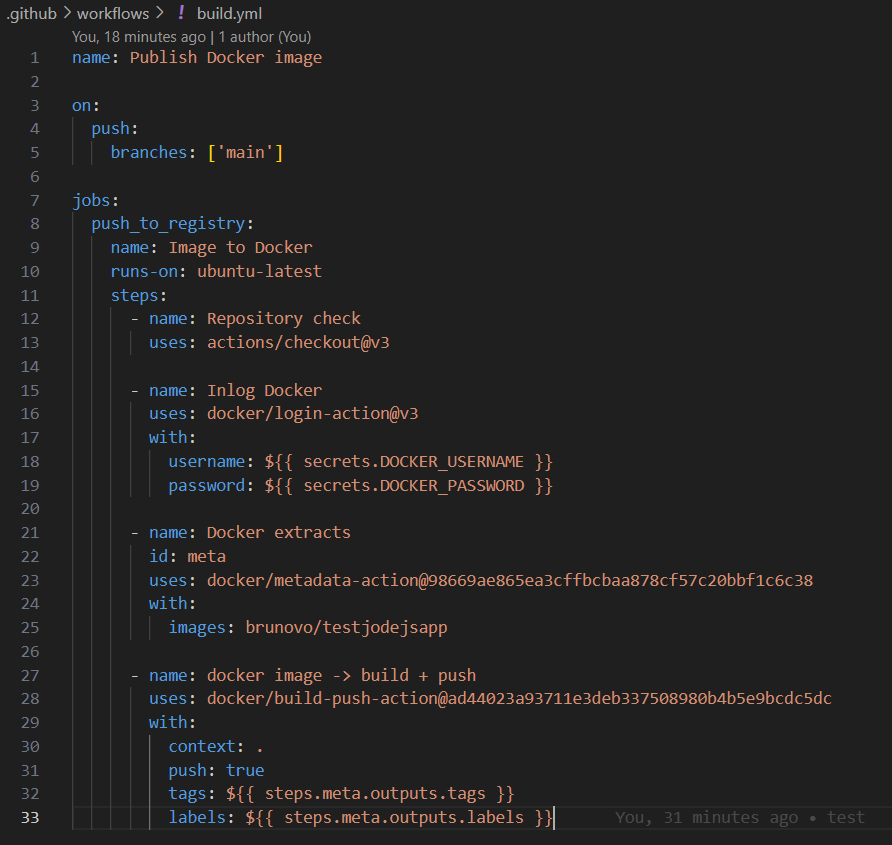 .github > workflows > ! build.yml
You, 18 minutes ago | 1 author (You)
1 name: Publish Docker image
2
3 on:
4 push:
5 branches: ['main']
6
7 jobs:
8 push_to_registry:
9 name: Image to Docker
10 runs-on: ubuntu-latest
11 steps:
12 - name: Repository check
13 uses: actions/checkout@v3
14
15 - name: Inlog Docker
16 uses: docker/login-action@v3
17 with:
18 username: ${{ secrets.DOCKER_USERNAME }}
19 password: ${{ secrets.DOCKER_PASSWORD }}
20
21 - name: Docker extracts
22 id: meta
23 uses: docker/metadata-action@98669ae865ea3cffbcbaa878cf57c20bbf1c6c38
24 with:
25 images: brunovo/testjodejsapp
26
27 - name: docker image -> build + push
28 uses: docker/build-push-action@ad44023a93711e3deb337508980b4b5e9bcdc5dc
29 with:
30 context: .
31 push: true
32 tags: ${{ steps.meta.outputs.tags }}
33 labels: ${{ steps.meta.outputs.labels }} You, 31 minutes ago • test